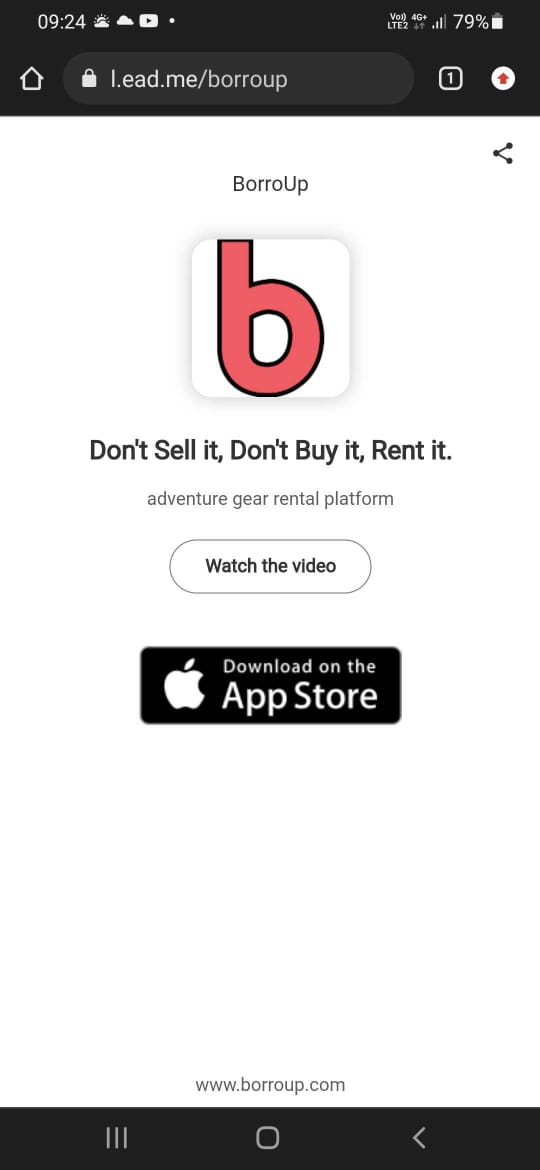 09:24
Vo)) 4G+
LTE2
79%
l.ead.me/borroup
1
BorroUp
b
Don't Sell it, Don't Buy it, Rent it.
adventure gear rental platform
Watch the video
Download on the
App Store
www.borroup.com